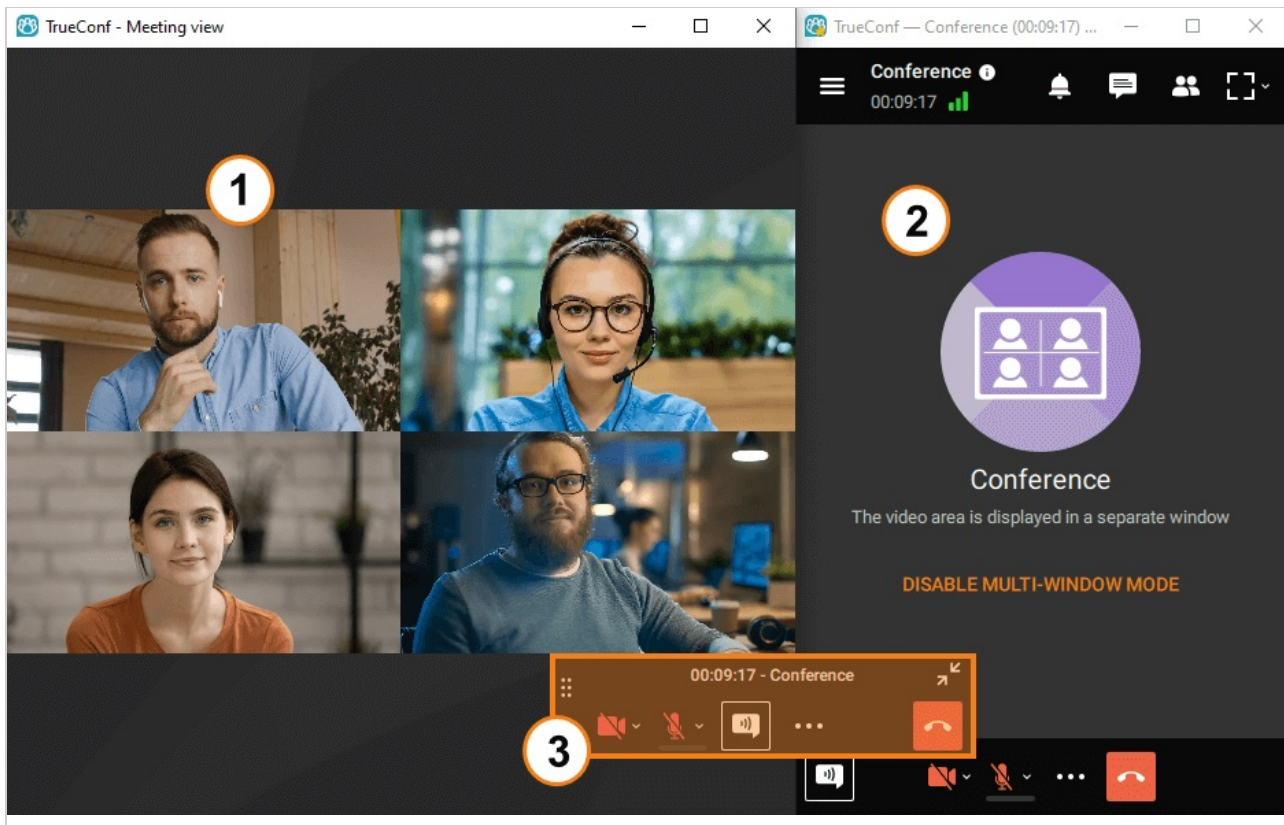 TrueConf - Meeting view
TrueConf — Conference (00:09:17) ...
Conference
00:09:17
1
2
Conference
The video area is displayed in a separate window
DISABLE MULTI-WINDOW MODE
00:09:17 - Conference
3